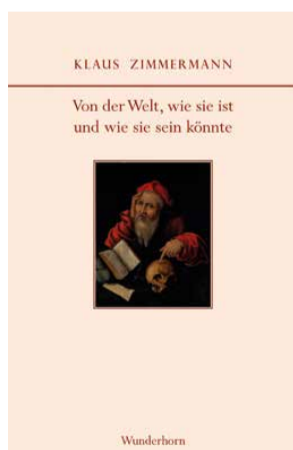 KLAUS ZIMMERMANN
Von der Welt, wie sie ist
und wie sie sein könnte
Wunderhorn